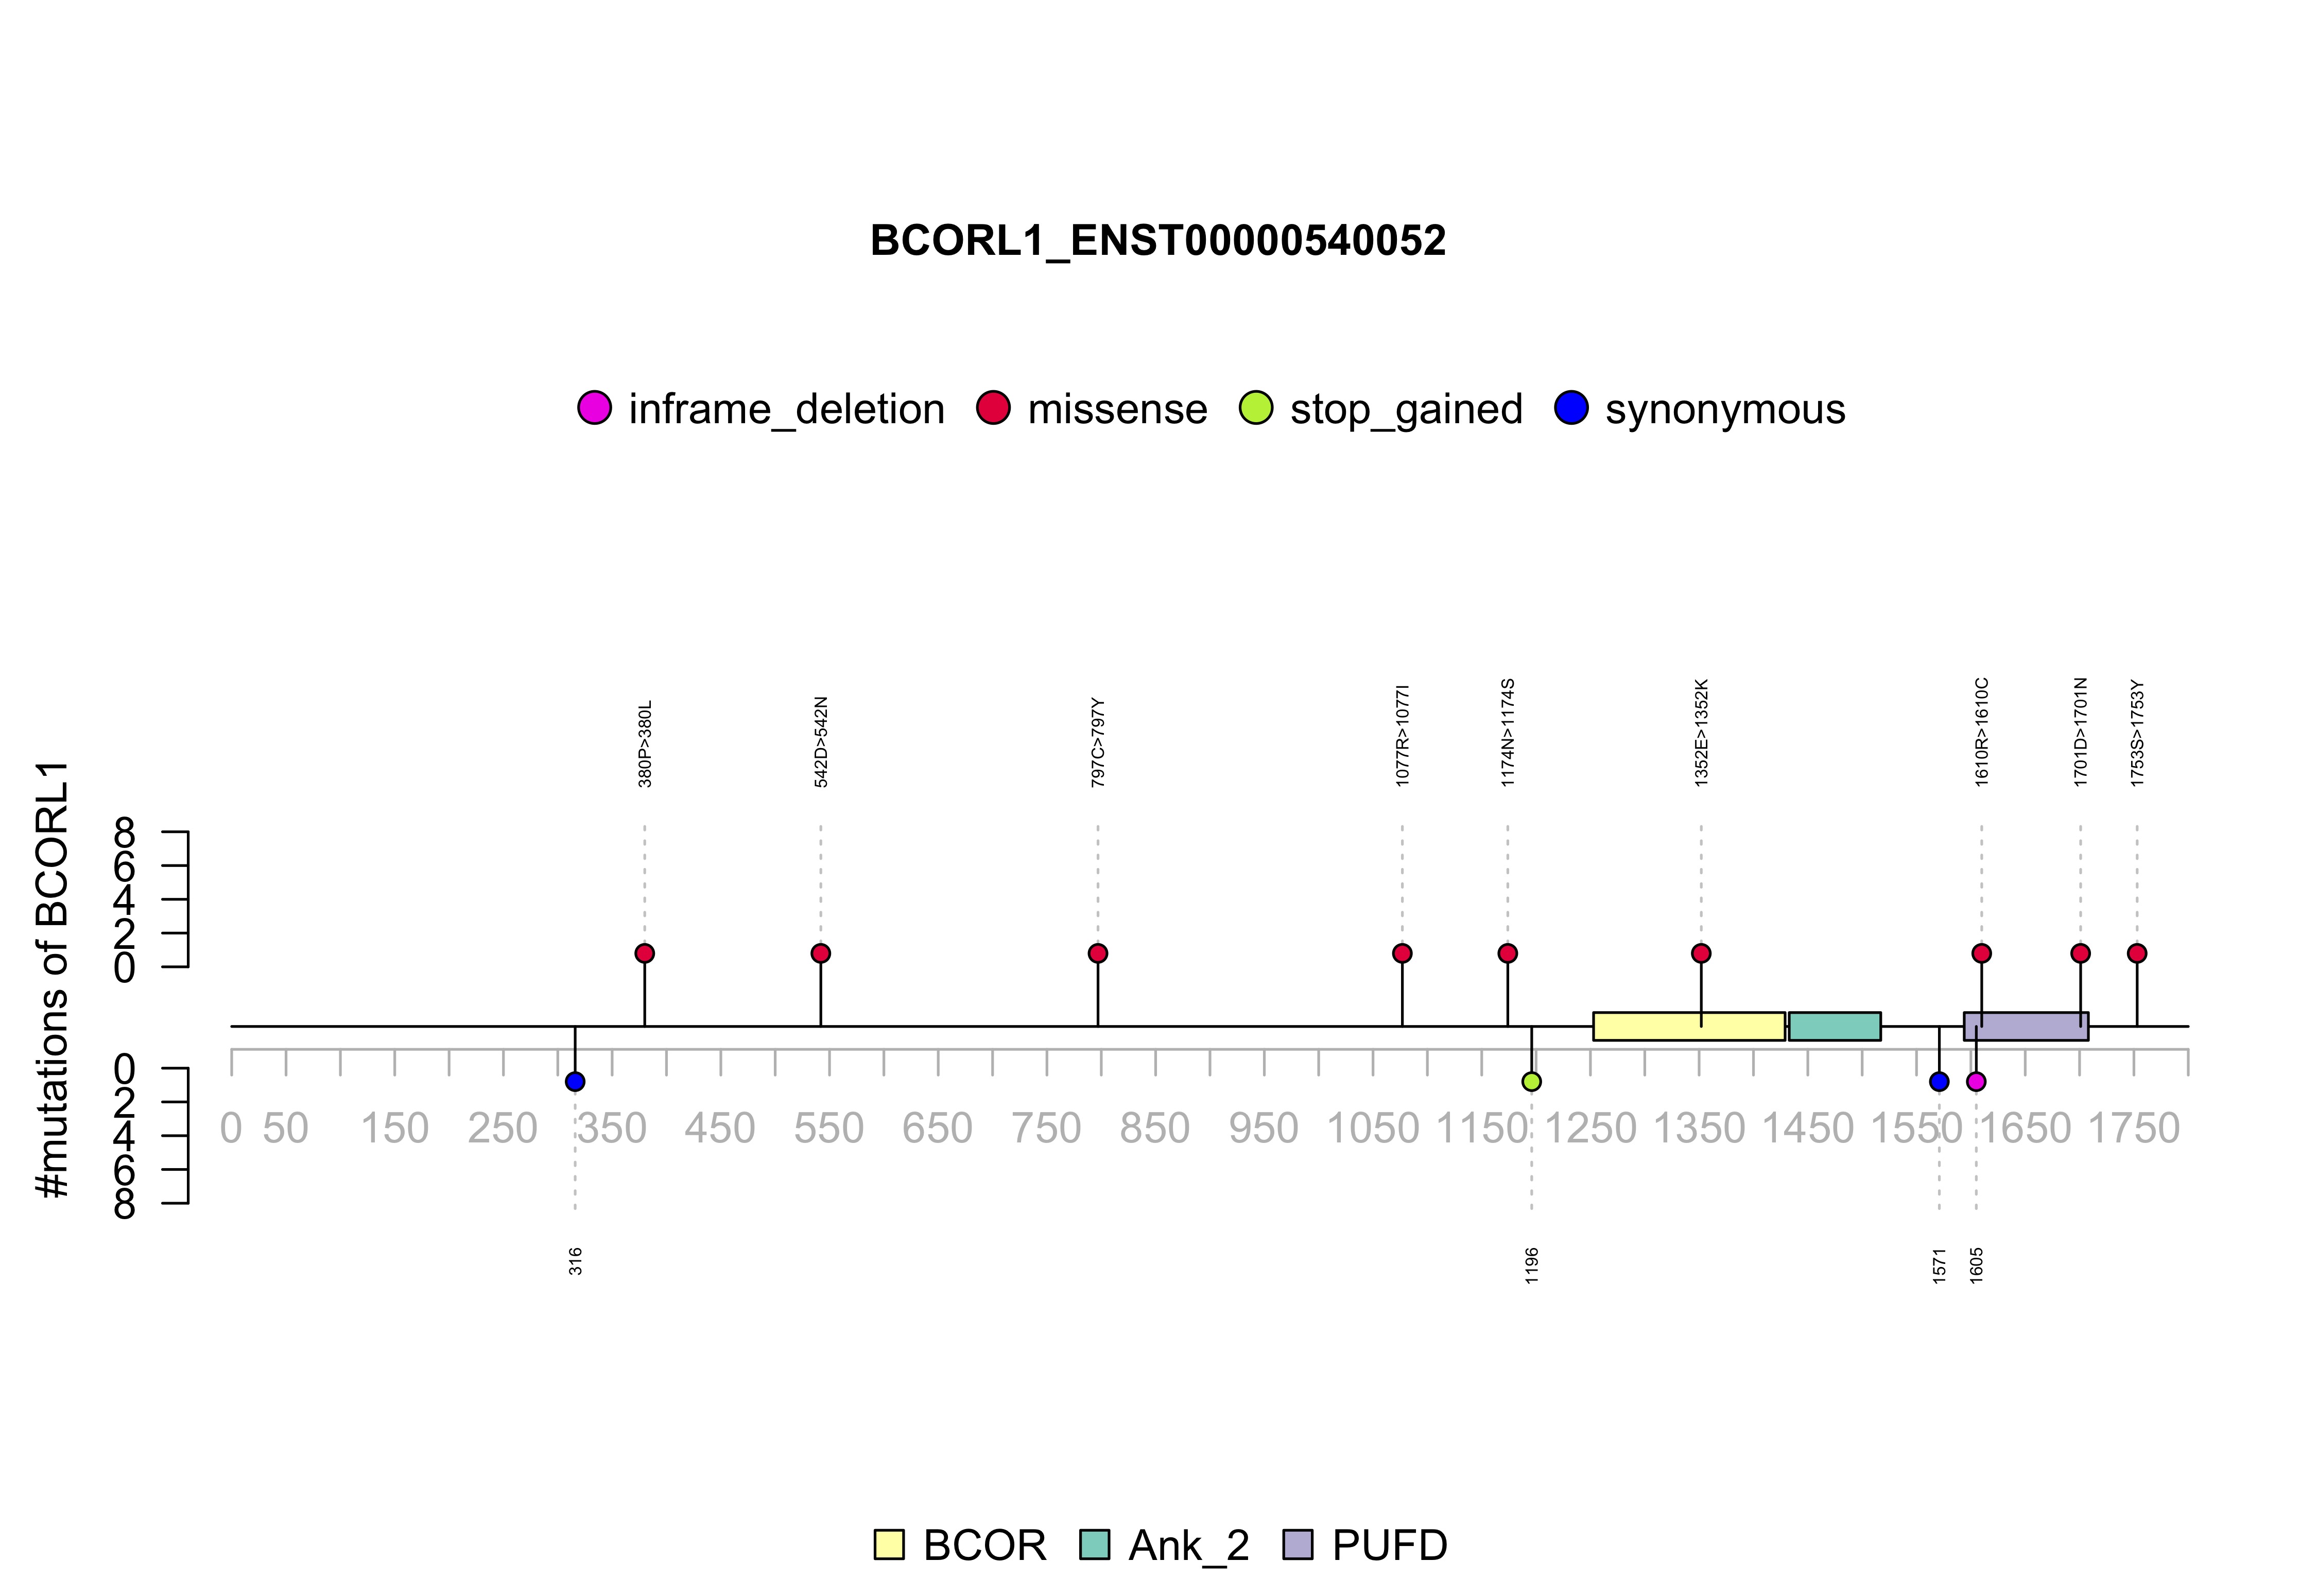 BCORL1_ENST00000540052
inframe_deletion missense stop_gained synonymous
380P>380L
542D>542N
797C>797Y
1077R>1077I
1174N>1174S
1352E>1352K
1610R>1610C
1701D>1701N
1753S>1753Y
#mutations of BCORL1
8
6
4
2
0
0
2
4
6
8
0 50 150 250 350 450 550 650 750 850 950 1050 1150 1250 1350 1450 1550 1650 1750
316
1196
1571
1605
BCOR Ank_2 PUFD